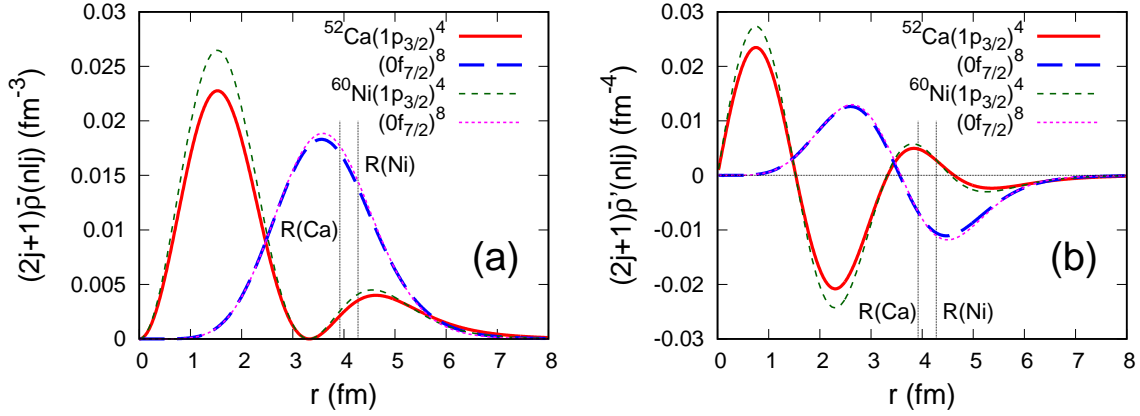 (2j+1)ρ̄(nlj) (fm⁻³)
0.03
0.025
0.02
0.015
0.01
0.005
0
0 1 2 3 4 5 6 7 8
r (fm)
⁵²Ca(1p₃/₂)⁴
(0f₇/₂)⁸
⁶⁰Ni(1p₃/₂)⁴
(0f₇/₂)⁸
R(Ni)
R(Ca)
(a)
(2j+1)ρ̄'(nlj) (fm⁻⁴)
0.03
0.02
0.01
0
-0.01
-0.02
-0.03
0 1 2 3 4 5 6 7 8
r (fm)
⁵²Ca(1p₃/₂)⁴
(0f₇/₂)⁸
⁶⁰Ni(1p₃/₂)⁴
(0f₇/₂)⁸
(b)
R(Ca) R(Ni)